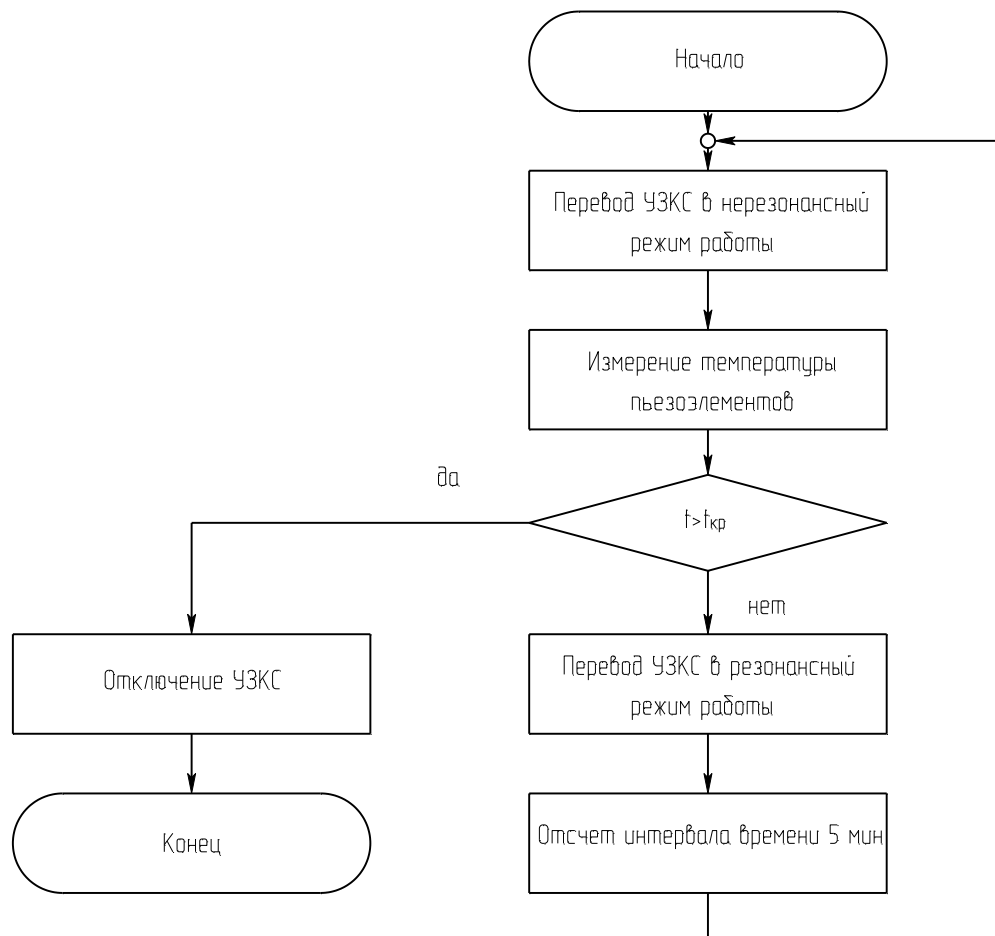 Начало
Перевод УЗКС в нерезонансный
режим работы
Измерение температуры
пьезоэлементов
да
t>tкр
нет
Отключение УЗКС
Перевод УЗКС в резонансный
режим работы
Конец
Отсчет интервала времени 5 мин